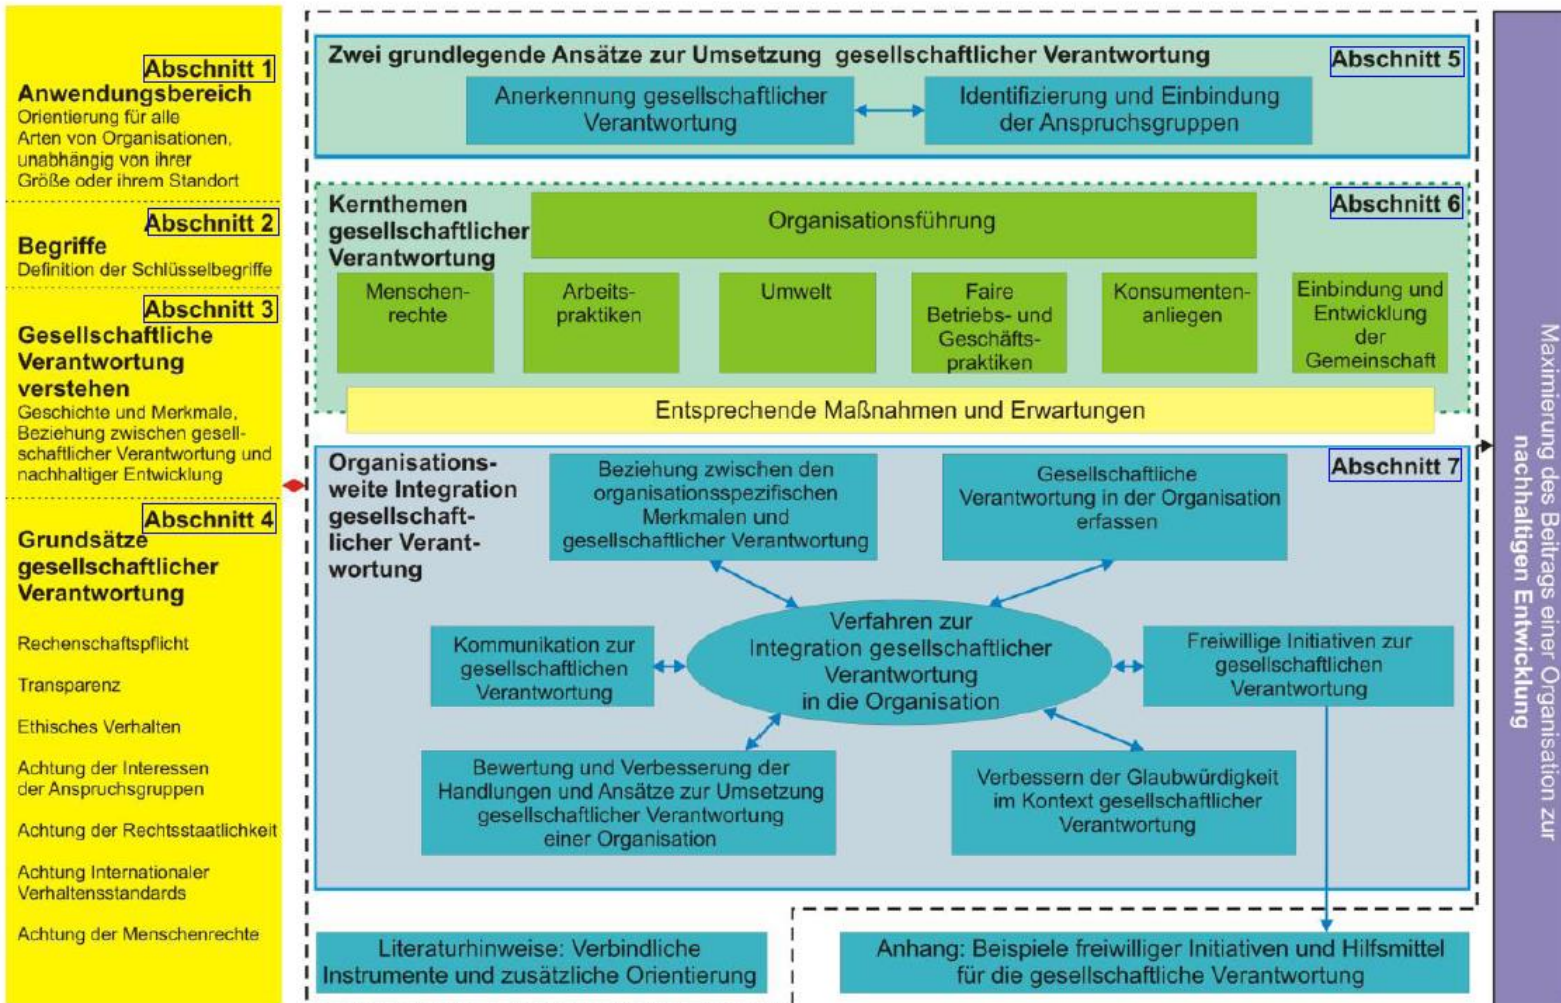 Abschnitt 1
Anwendungsbereich
Orientierung für alle
Arten von Organisationen,
unabhängig von ihrer
Größe oder ihrem Standort
Abschnitt 2
Begriffe
Definition der Schlüsselbegriffe
Abschnitt 3
Gesellschaftliche
Verantwortung
verstehen
Geschichte und Merkmale,
Beziehung zwischen gesell-
schaftlicher Verantwortung und
nachhaltiger Entwicklung
Abschnitt 4
Grundsätze
gesellschaftlicher
Verantwortung
Rechenschaftspflicht
Transparenz
Ethisches Verhalten
Achtung der Interessen
der Anspruchsgruppen
Achtung der Rechtsstaatlichkeit
Achtung Internationaler
Verhaltensstandards
Achtung der Menschenrechte
Zwei grundlegende Ansätze zur Umsetzung gesellschaftlicher Verantwortung
Abschnitt 5
Anerkennung gesellschaftlicher
Verantwortung
Identifizierung und Einbindung
der Anspruchsgruppen
Kernthemen
gesellschaftlicher
Verantwortung
Abschnitt 6
Organisationsführung
Menschen-
rechte
Arbeits-
praktiken
Umwelt
Faire
Betriebs- und
Geschäfts-
praktiken
Konsumenten-
anliegen
Einbindung und
Entwicklung
der
Gemeinschaft
Entsprechende Maßnahmen und Erwartungen
Organisations-
weite Integration
gesellschaft-
licher Verant-
wortung
Abschnitt 7
Beziehung zwischen den
organisationsspezifischen
Merkmalen und
gesellschaftlicher Verantwortung
Gesellschaftliche
Verantwortung in der Organisation
erfassen
Kommunikation zur
gesellschaftlichen
Verantwortung
Verfahren zur
Integration gesellschaftlicher
Verantwortung
in die Organisation
Freiwillige Initiativen zur
gesellschaftlichen
Verantwortung
Bewertung und Verbesserung der
Handlungen und Ansätze zur Umsetzung
gesellschaftlicher Verantwortung
einer Organisation
Verbessern der Glaubwürdigkeit
im Kontext gesellschaftlicher
Verantwortung
Literaturhinweise: Verbindliche
Instrumente und zusätzliche Orientierung
Anhang: Beispiele freiwilliger Initiativen und Hilfsmittel
für die gesellschaftliche Verantwortung
Maximierung des Beitrags einer Organisation zur
nachhaltigen Entwicklung